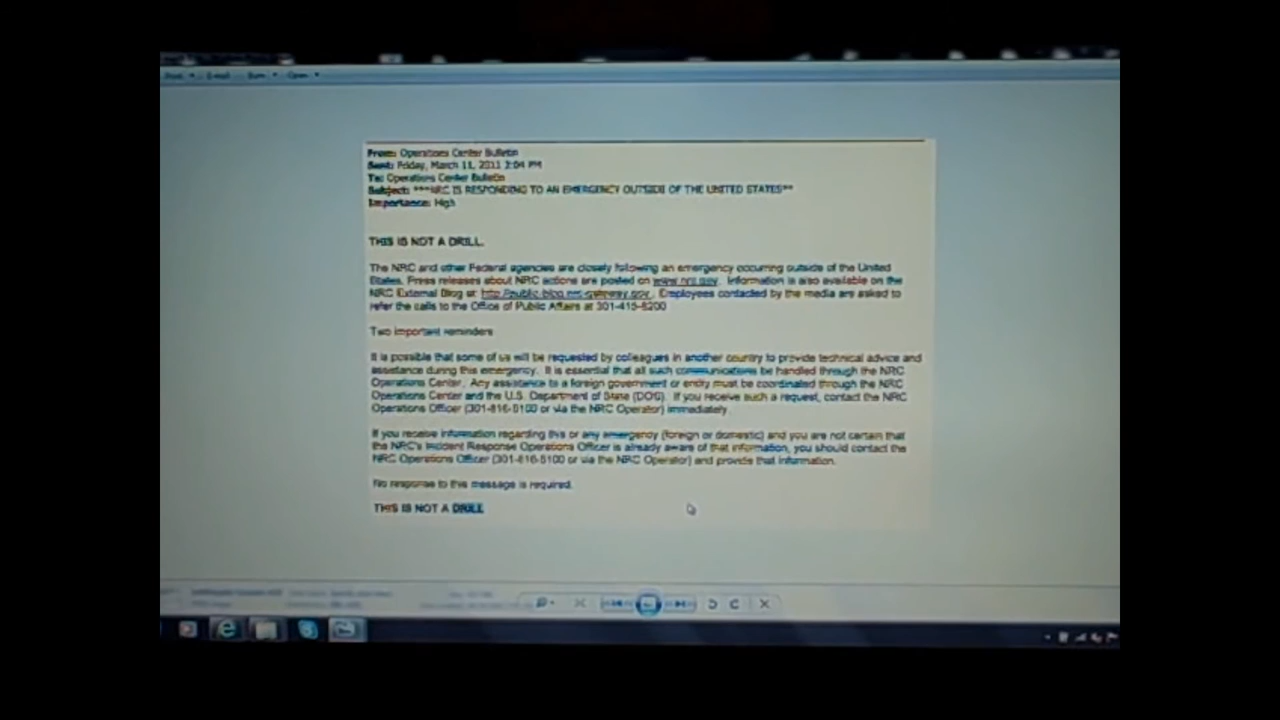 Print E-mail Burn Open
From: Operations Center Bulletin
Sent: Friday, March 11, 2011 2:04 PM
To: Operations Center Bulletin
Subject: ***NRC IS RESPONDING TO AN EMERGENCY OUTSIDE OF THE UNITED STATES**
Importance: High
THIS IS NOT A DRILL.
The NRC and other Federal agencies are closely following an emergency occurring outside of the United
States. Press releases about NRC actions are posted on www.nrc.gov. Information is also available on the
NRC External Blog at: http://public-blog.nrc-gateway.gov. Employees contacted by the media are asked to
refer the calls to the Office of Public Affairs at 301-415-8200
Two important reminders
It is possible that some of us will be requested by colleagues in another country to provide technical advice and
assistance during this emergency. It is essential that all such communications be handled through the NRC
Operations Center. Any assistance to a foreign government or entity must be coordinated through the NRC
Operations Center and the U.S. Department of State (DOS). If you receive such a request, contact the NRC
Operations Officer (301-816-5100 or via the NRC Operator) immediately.
If you receive information regarding this or any emergency (foreign or domestic) and you are not certain that
the NRC's Incident Response Operations Officer is already aware of that information, you should contact the
NRC Operations Officer (301-816-5100 or via the NRC Operator) and provide that information.
No response to this message is required.
THIS IS NOT A DRILL